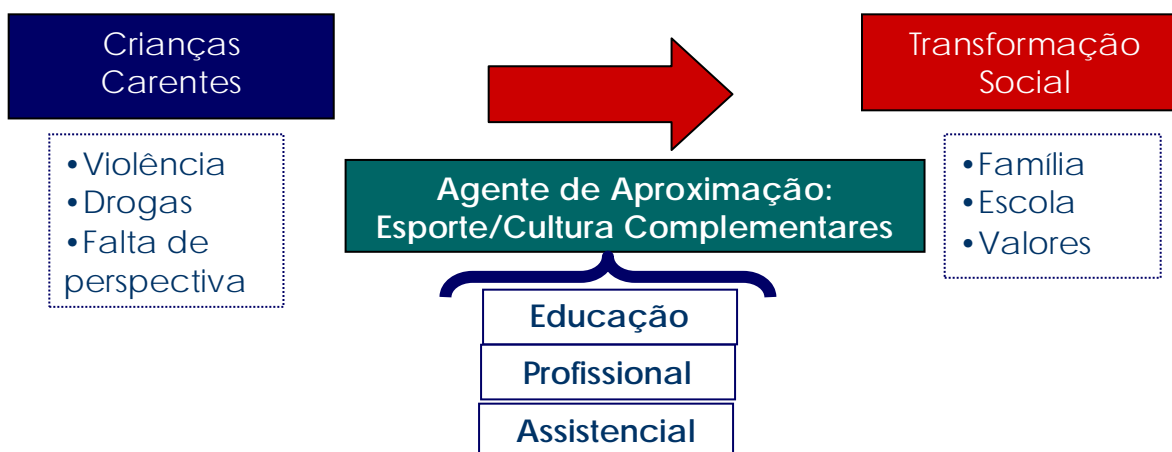 Crianças
Carentes
•Violência
•Drogas
•Falta de
perspectiva
Agente de Aproximação:
Esporte/Cultura Complementares
Educação
Profissional
Assistencial
Transformação
Social
•Família
•Escola
•Valores